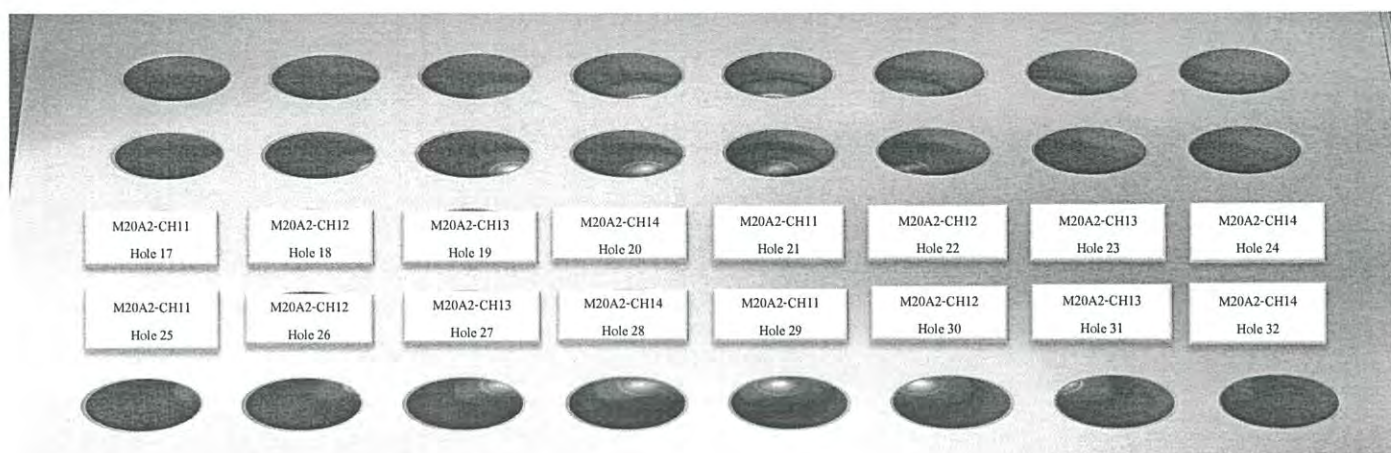 M20A2-CH11
Hole 17
M20A2-CH12
Hole 18
M20A2-CH13
Hole 19
M20A2-CH14
Hole 20
M20A2-CH11
Hole 21
M20A2-CH12
Hole 22
M20A2-CH13
Hole 23
M20A2-CH14
Hole 24
M20A2-CH11
Hole 25
M20A2-CH12
Hole 26
M20A2-CH13
Hole 27
M20A2-CH14
Hole 28
M20A2-CH11
Hole 29
M20A2-CH12
Hole 30
M20A2-CH13
Hole 31
M20A2-CH14
Hole 32